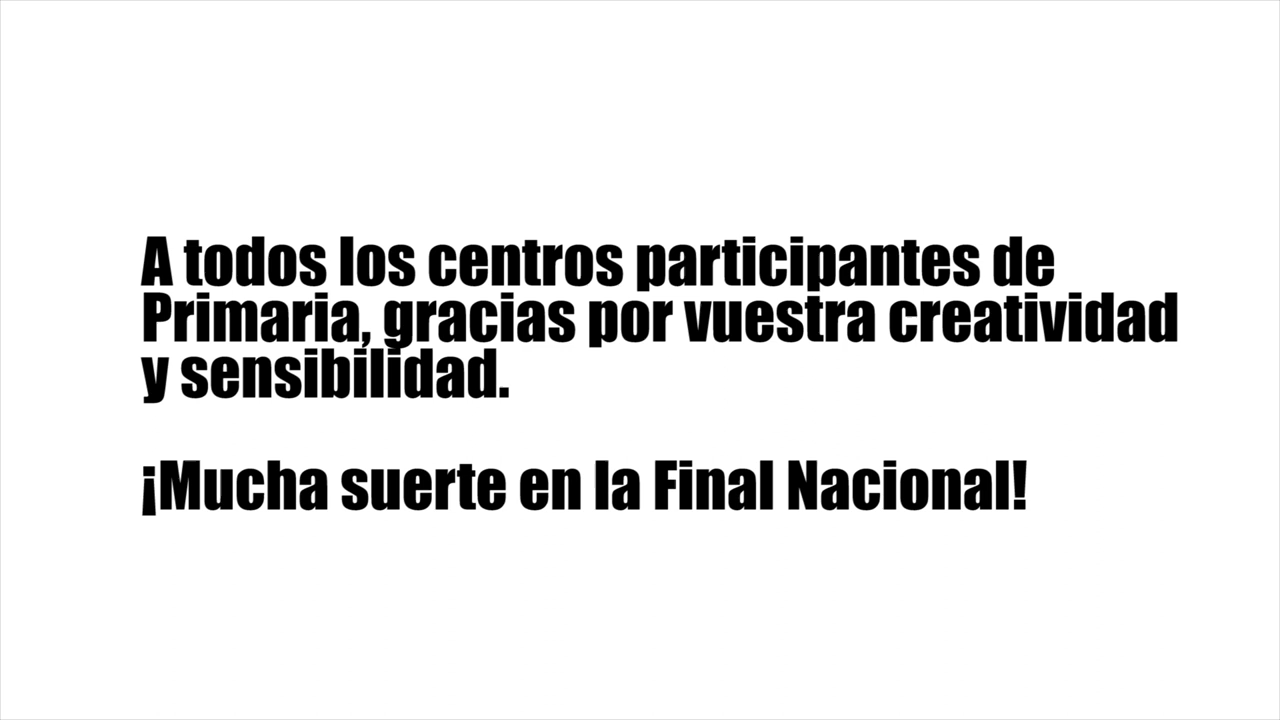 A todos los centros participantes de
Primaria, gracias por vuestra creatividad
y sensibilidad.
¡Mucha suerte en la Final Nacional!